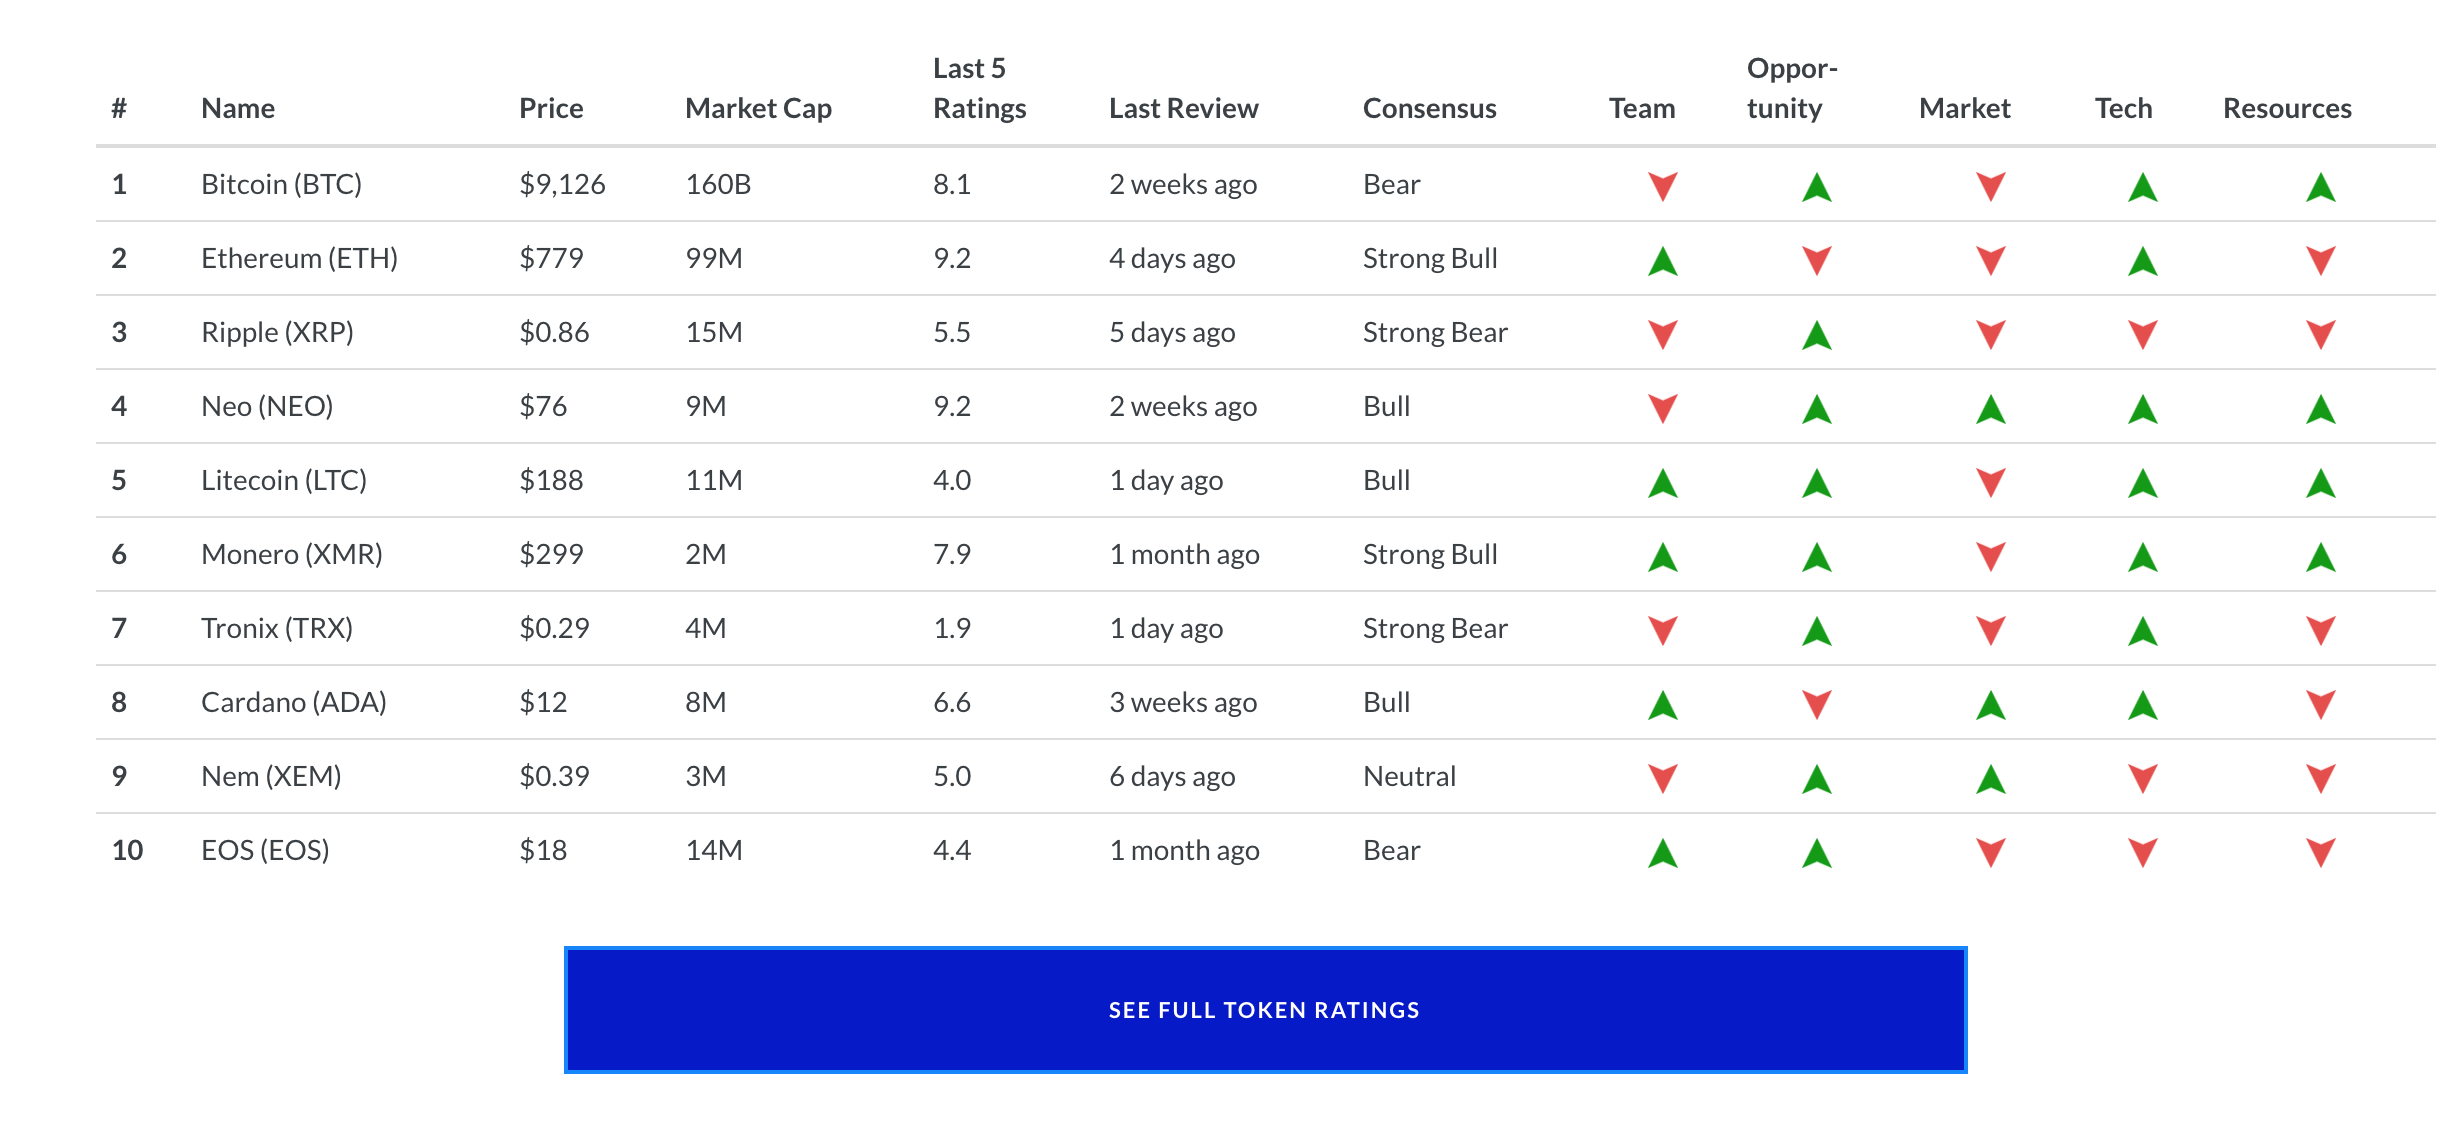 # Name Price Market Cap Last 5 Ratings Last Review Consensus Team Oppor-tunity Market Tech Resources
1 Bitcoin (BTC) $9,126 160B 8.1 2 weeks ago Bear
2 Ethereum (ETH) $779 99M 9.2 4 days ago Strong Bull
3 Ripple (XRP) $0.86 15M 5.5 5 days ago Strong Bear
4 Neo (NEO) $76 9M 9.2 2 weeks ago Bull
5 Litecoin (LTC) $188 11M 4.0 1 day ago Bull
6 Monero (XMR) $299 2M 7.9 1 month ago Strong Bull
7 Tronix (TRX) $0.29 4M 1.9 1 day ago Strong Bear
8 Cardano (ADA) $12 8M 6.6 3 weeks ago Bull
9 Nem (XEM) $0.39 3M 5.0 6 days ago Neutral
10 EOS (EOS) $18 14M 4.4 1 month ago Bear
SEE FULL TOKEN RATINGS